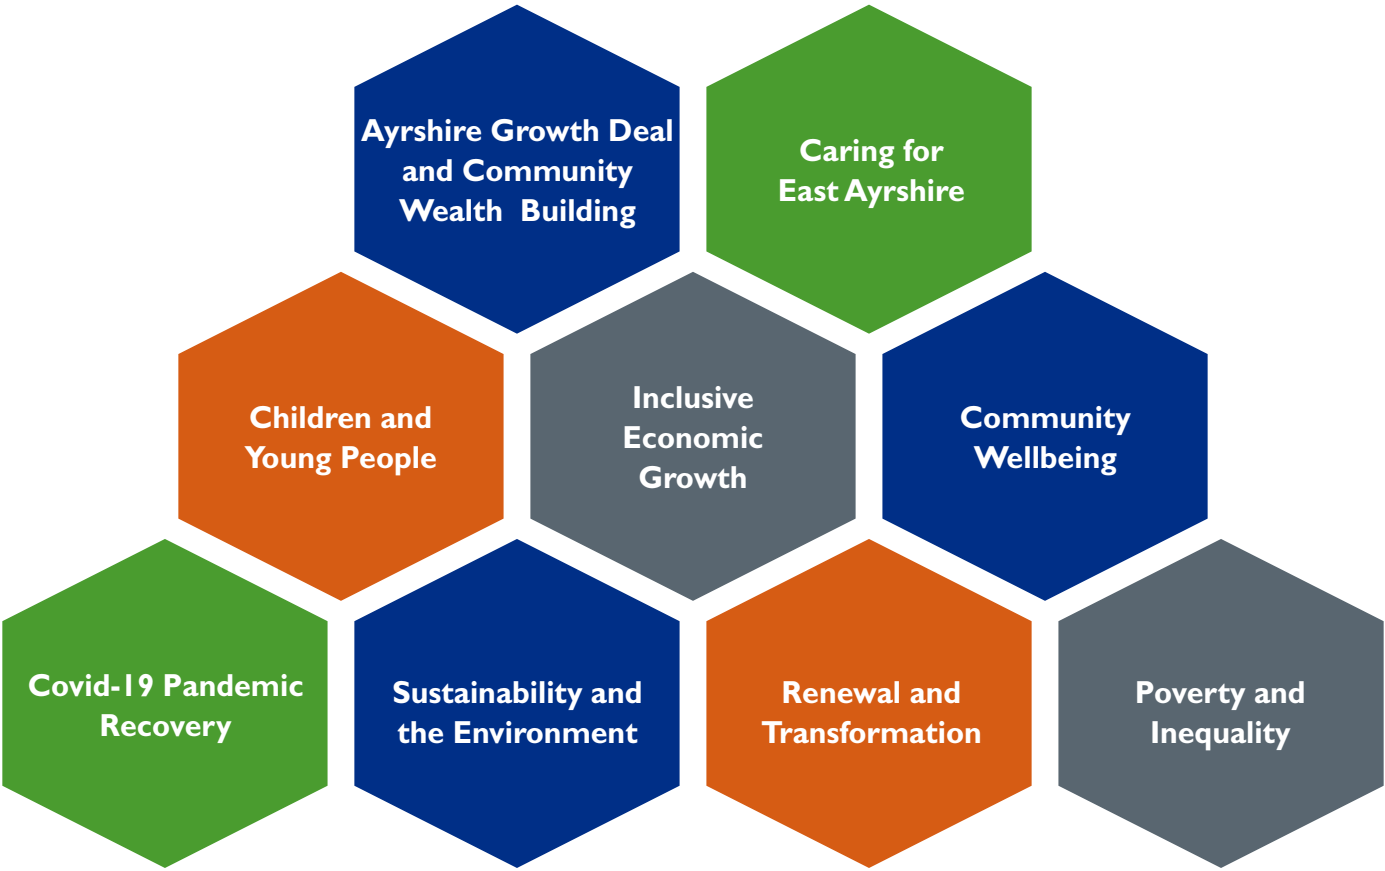 Ayrshire Growth Deal
and Community
Wealth Building
Caring for
East Ayrshire
Children and
Young People
Inclusive
Economic
Growth
Community
Wellbeing
Covid-19 Pandemic
Recovery
Sustainability and
the Environment
Renewal and
Transformation
Poverty and
Inequality